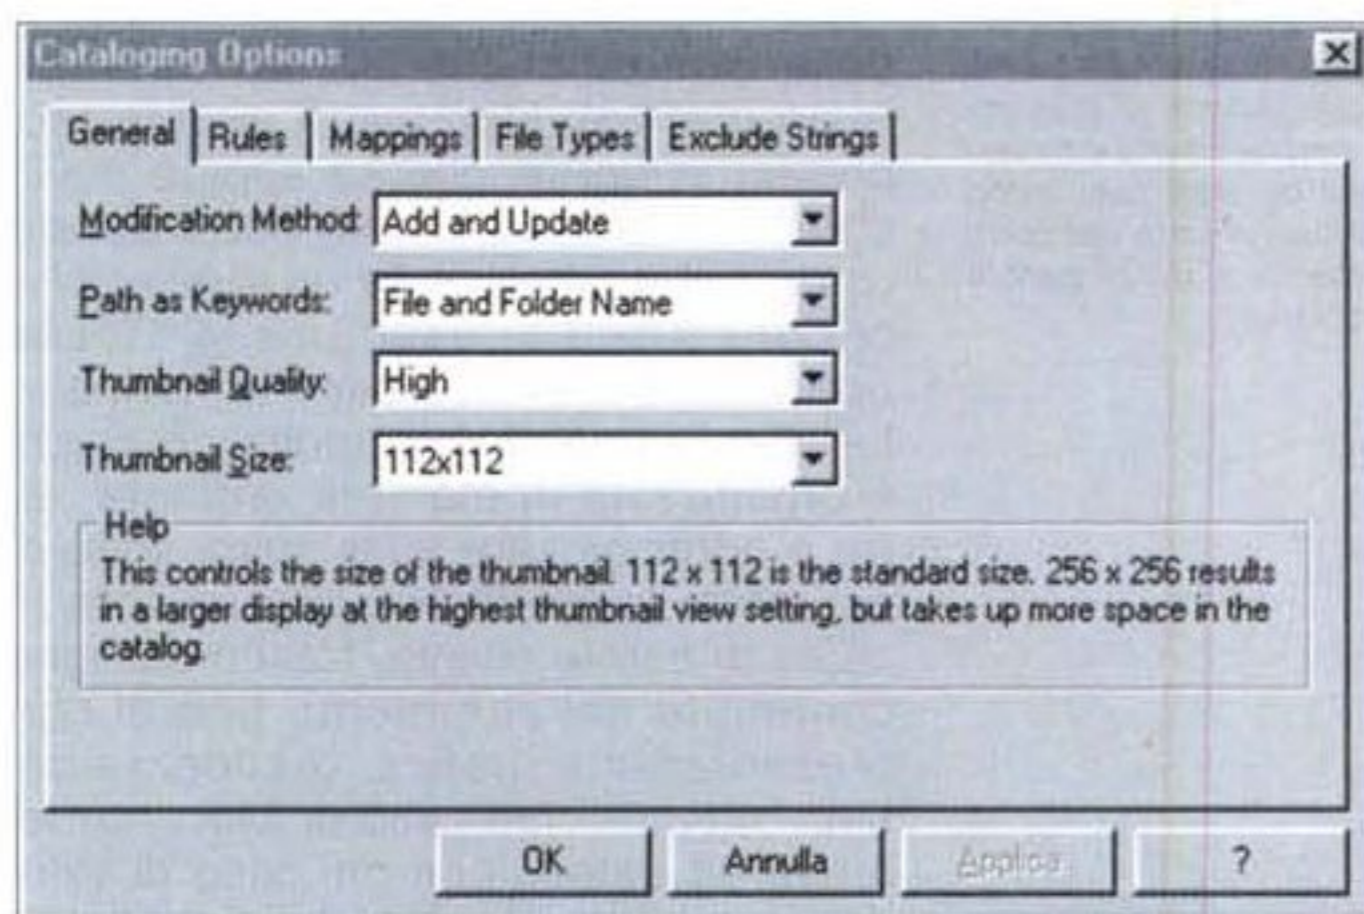 Cataloging Options
General Rules Mappings File Types Exclude Strings
Modification Method: Add and Update
Path as Keywords: File and Folder Name
Thumbnail Quality: High
Thumbnail Size: 112x112
Help
This controls the size of the thumbnail. 112 x 112 is the standard size. 256 x 256 results
in a larger display at the highest thumbnail view setting, but takes up more space in the
catalog.
OK Annulla Applica ?